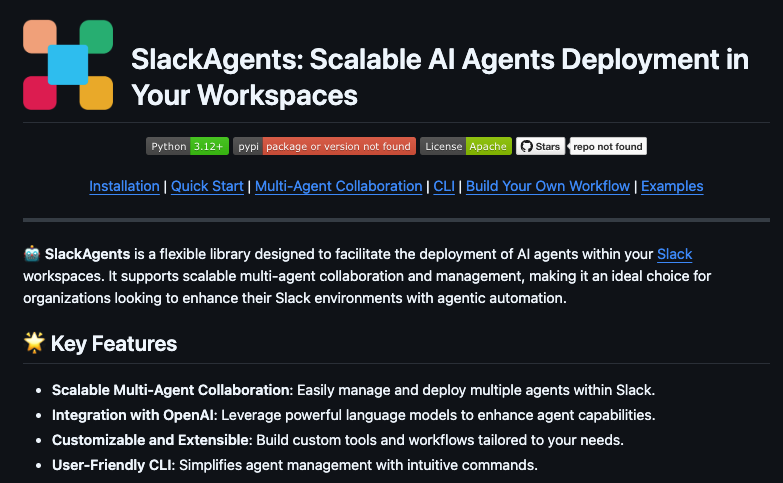 SlackAgents: Scalable AI Agents Deployment in
Your Workspaces
Python 3.12+ pypi package or version not found License Apache Stars repo not found
Installation | Quick Start | Multi-Agent Collaboration | CLI | Build Your Own Workflow | Examples
🤖 SlackAgents is a flexible library designed to facilitate the deployment of AI agents within your Slack
workspaces. It supports scalable multi-agent collaboration and management, making it an ideal choice for
organizations looking to enhance their Slack environments with agentic automation.
🌟 Key Features
• Scalable Multi-Agent Collaboration: Easily manage and deploy multiple agents within Slack.
• Integration with OpenAI: Leverage powerful language models to enhance agent capabilities.
• Customizable and Extensible: Build custom tools and workflows tailored to your needs.
• User-Friendly CLI: Simplifies agent management with intuitive commands.